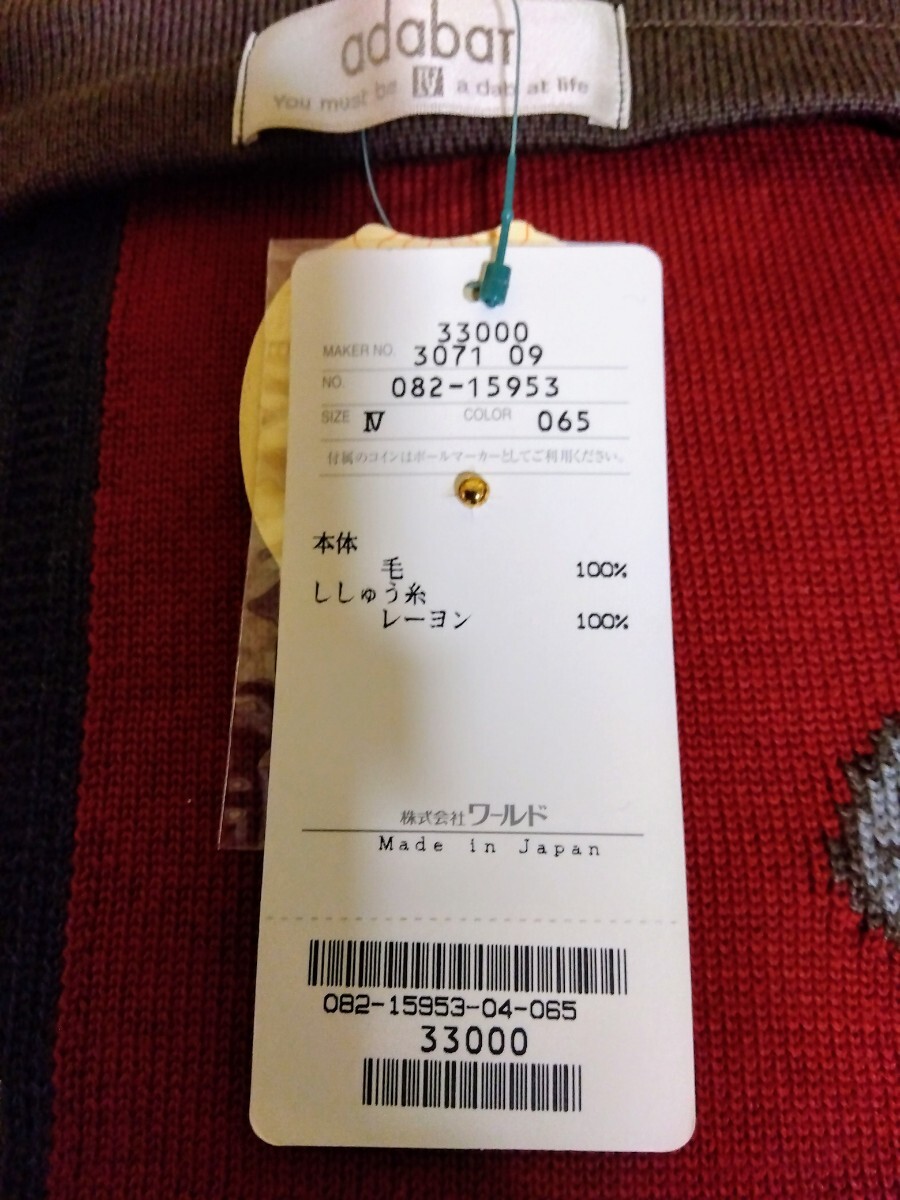 adabat
You must be IV a dab at life
33000
MAKER NO. 3071 09
NO. 082-15953
SIZE IV COLOR 065
付属のコインはボールマーカーとしてご利用ください。
本体
毛 100%
ししゅう糸
レーヨン 100%
株式会社ワールド
Made in Japan
082-15953-04-065
33000